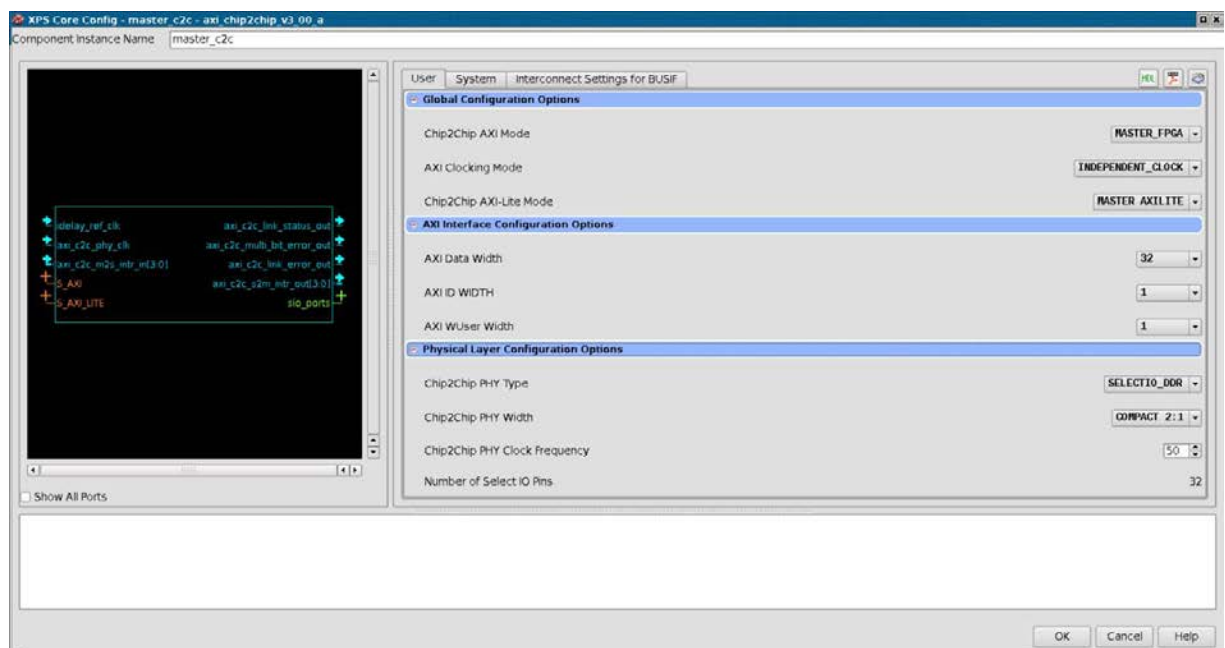 XPS Core Config - master_c2c - axi_chip2chip_v3_00_a
Component Instance Name master_c2c
User System Interconnect Settings for BUSIF
Global Configuration Options
Chip2Chip AXI Mode MASTER_FPGA
AXI Clocking Mode INDEPENDENT_CLOCK
Chip2Chip AXI-Lite Mode MASTER AXILITE
AXI Interface Configuration Options
AXI Data Width 32
AXI ID WIDTH 1
AXI WUser Width 1
Physical Layer Configuration Options
Chip2Chip PHY Type SELECTIO_DDR
Chip2Chip PHY Width COMPACT 2:1
Chip2Chip PHY Clock Frequency 50
Number of Select IO Pins 32
idelay_ref_clk axi_c2c_link_status_out
axi_c2c_phy_clk axi_c2c_multi_bit_error_out
axi_c2c_m2s_intr_in[3:0] axi_c2c_link_error_out
S_AXI axi_c2c_s2m_intr_out[3:0]
S_AXI_LITE sio_ports
Show All Ports
OK Cancel Help